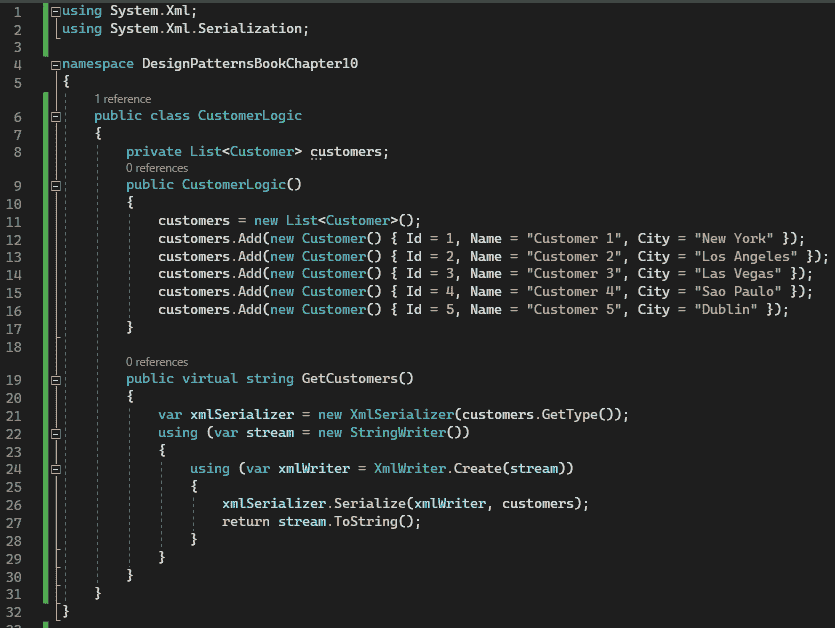 1 using System.Xml;
2 using System.Xml.Serialization;
3
4 namespace DesignPatternsBookChapter10
5 {
1 reference
6 public class CustomerLogic
7 {
8 private List<Customer> customers;
0 references
9 public CustomerLogic()
10 {
11 customers = new List<Customer>();
12 customers.Add(new Customer() { Id = 1, Name = "Customer 1", City = "New York" });
13 customers.Add(new Customer() { Id = 2, Name = "Customer 2", City = "Los Angeles" });
14 customers.Add(new Customer() { Id = 3, Name = "Customer 3", City = "Las Vegas" });
15 customers.Add(new Customer() { Id = 4, Name = "Customer 4", City = "Sao Paulo" });
16 customers.Add(new Customer() { Id = 5, Name = "Customer 5", City = "Dublin" });
17 }
18
0 references
19 public virtual string GetCustomers()
20 {
21 var xmlSerializer = new XmlSerializer(customers.GetType());
22 using (var stream = new StringWriter())
23 {
24 using (var xmlWriter = XmlWriter.Create(stream))
25 {
26 xmlSerializer.Serialize(xmlWriter, customers);
27 return stream.ToString();
28 }
29 }
30 }
31 }
32 }